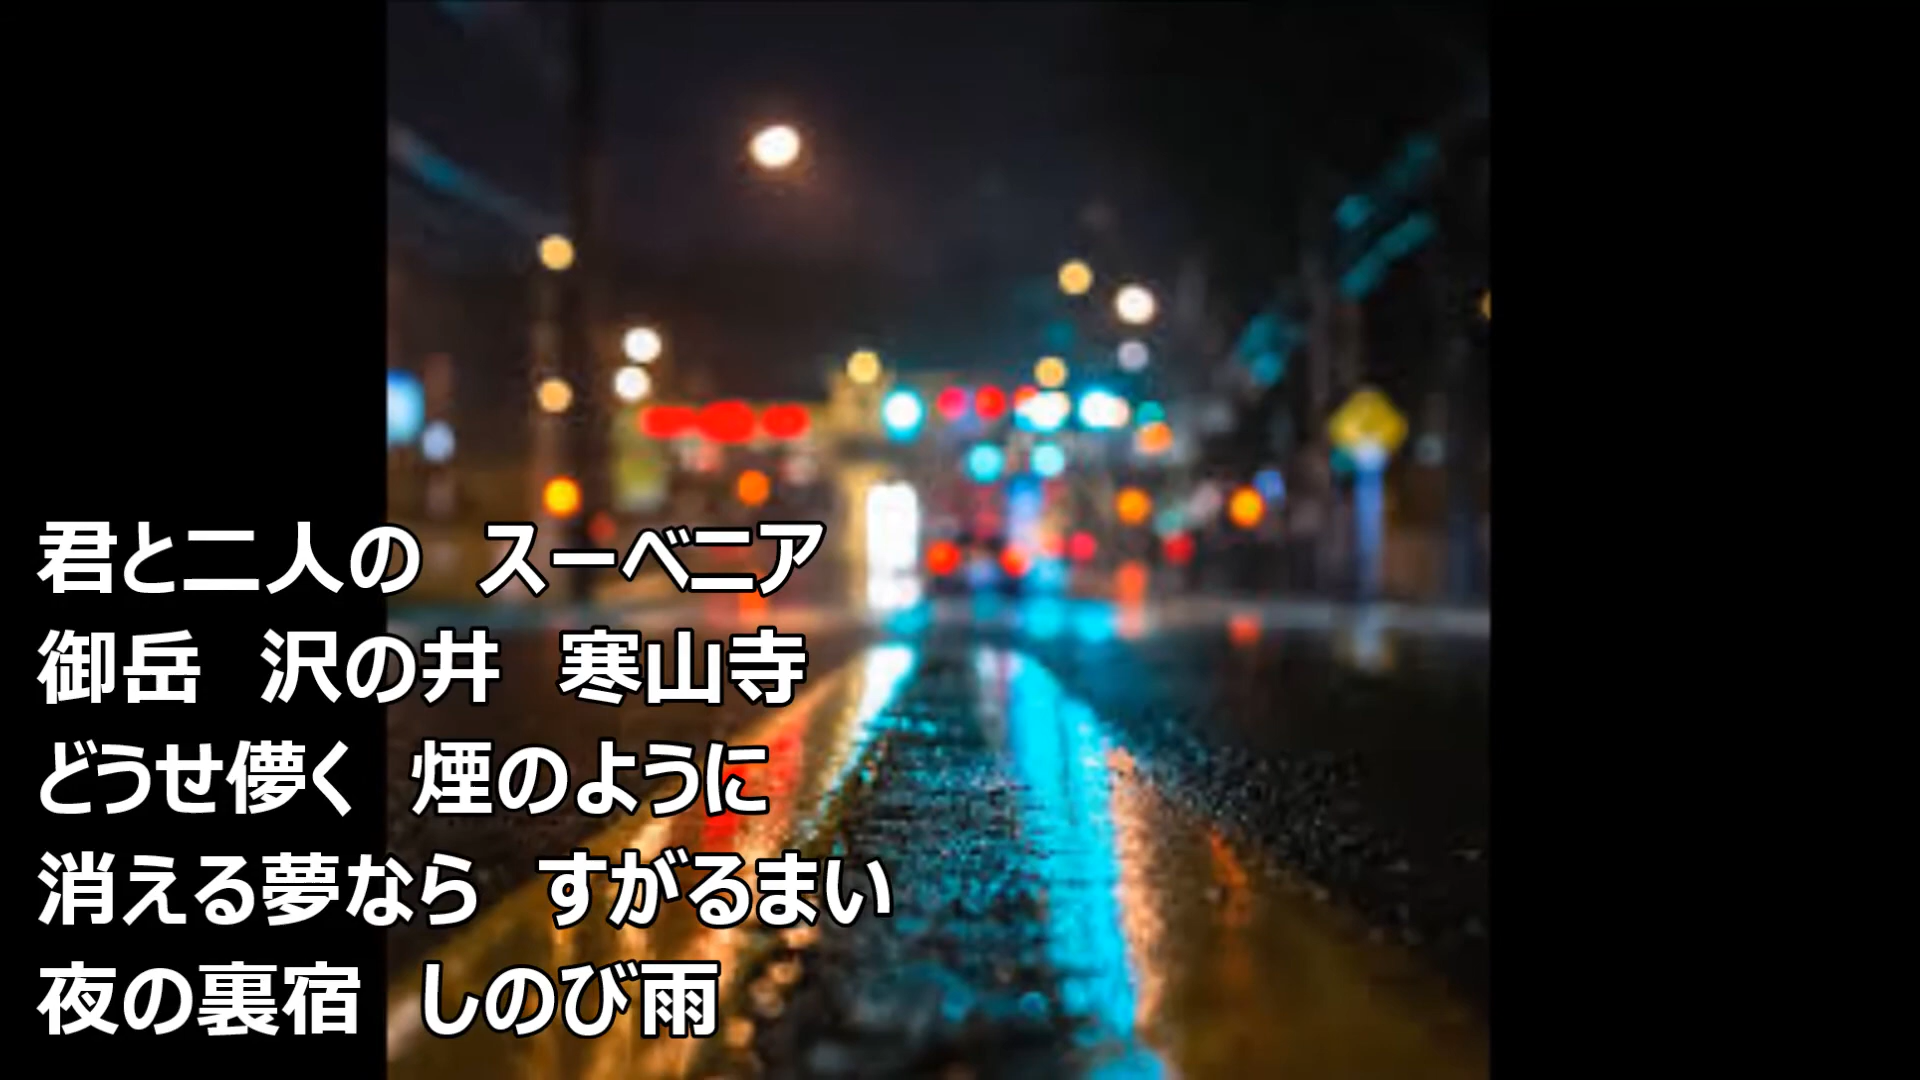 君と二人の　スーベニア
御岳　沢の井　寒山寺
どうせ儚く　煙のように
消える夢なら　すがるまい
夜の裏宿　しのび雨